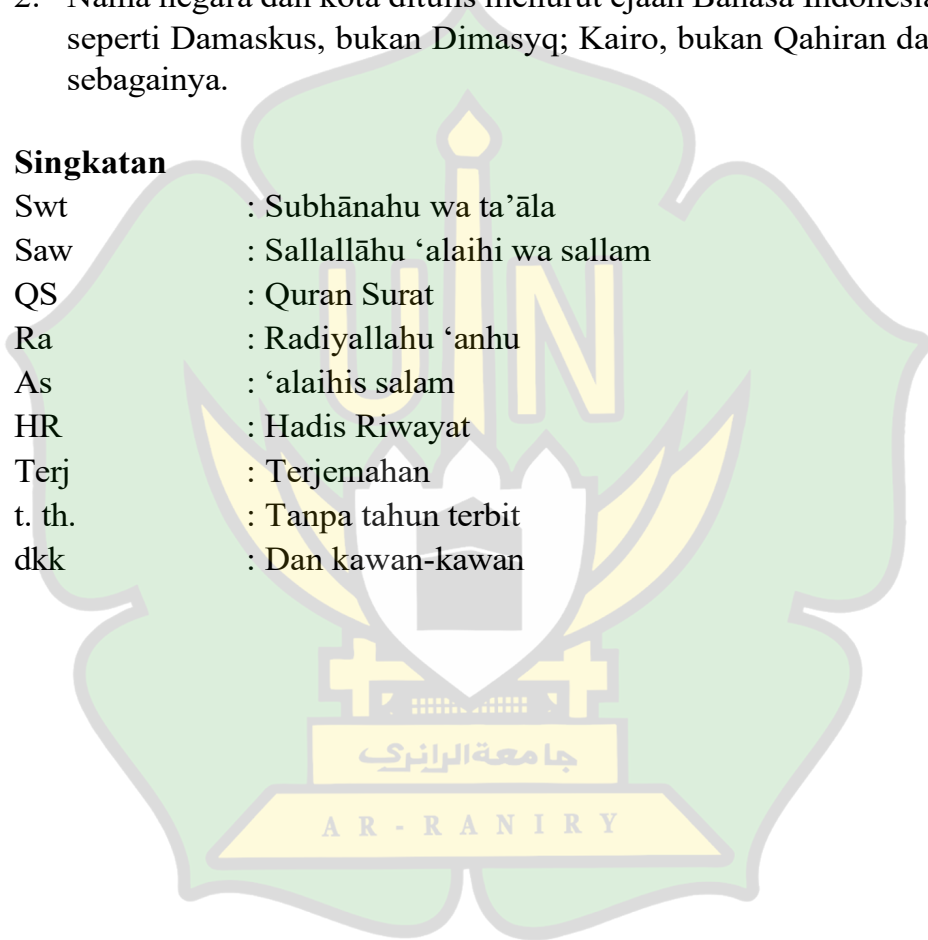 2. Nama negara dan kota ditulis menurut ejaan Bahasa Indonesia
seperti Damaskus, bukan Dimasyq; Kairo, bukan Qahiran da
sebagainya.
Singkatan
Swt : Subhānahu wa ta’āla
Saw : Sallallāhu ‘alaihi wa sallam
QS : Quran Surat
Ra : Radiyallahu ‘anhu
As : ‘alaihis salam
HR : Hadis Riwayat
Terj : Terjemahan
t. th. : Tanpa tahun terbit
dkk : Dan kawan-kawan
UIN
جامعة الرانري
AR-RANIRY